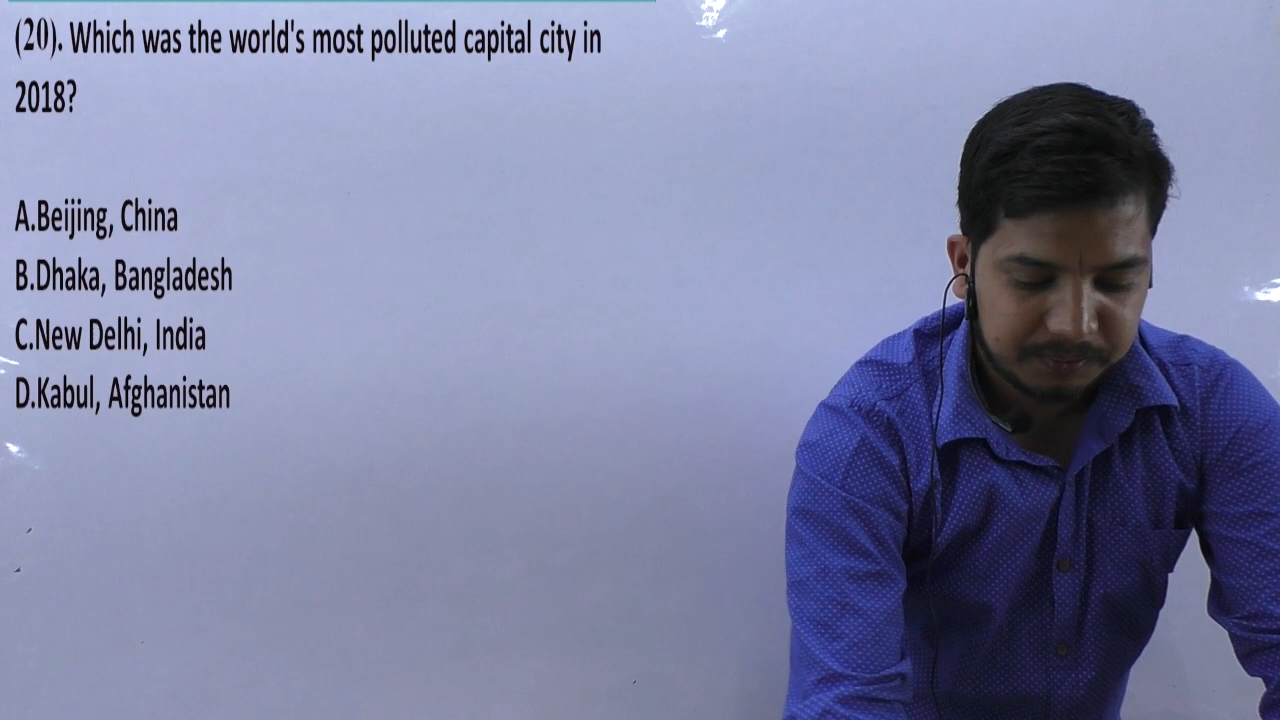 (20). Which was the world's most polluted capital city in
2018?
A.Beijing, China
B.Dhaka, Bangladesh
C.New Delhi, India
D.Kabul, Afghanistan